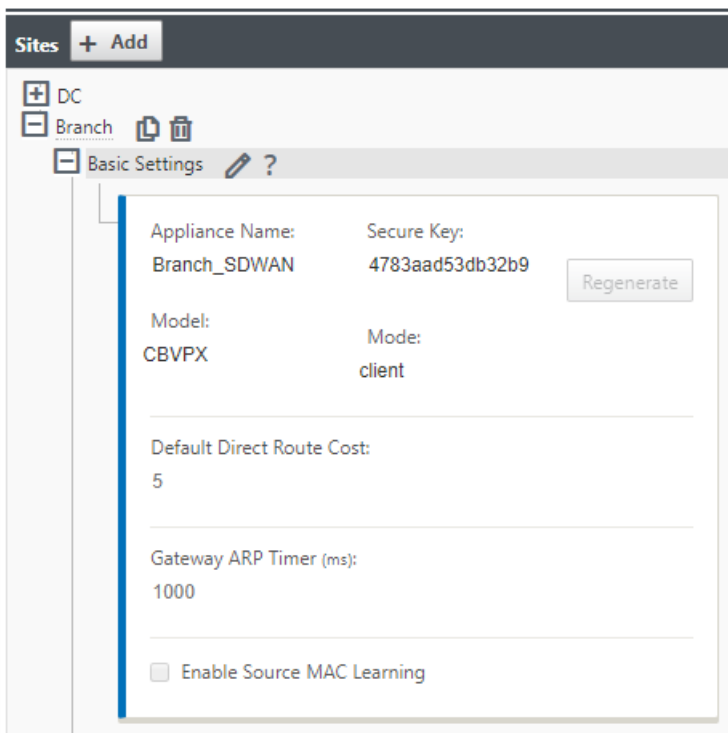 Sites + Add
DC
Branch
Basic Settings ?
Appliance Name: Secure Key:
Branch_SDWAN 4783aad53db32b9 Regenerate
Model: Mode:
CBVPX client
Default Direct Route Cost:
5
Gateway ARP Timer (ms):
1000
Enable Source MAC Learning